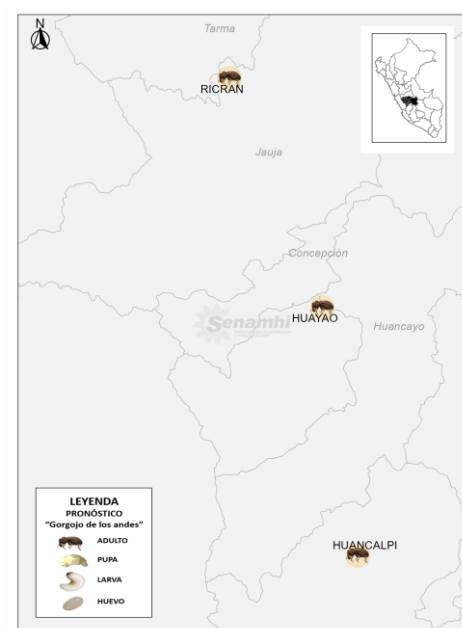 N
Tarma
RICRAN
Jauja
Concepción
Senamhi
HUAYAO
Huancayo
HUANCALPI
LEYENDA
PRONÓSTICO
"Gorgojo de los andes"
ADULTO
PUPA
LARVA
HUEVO